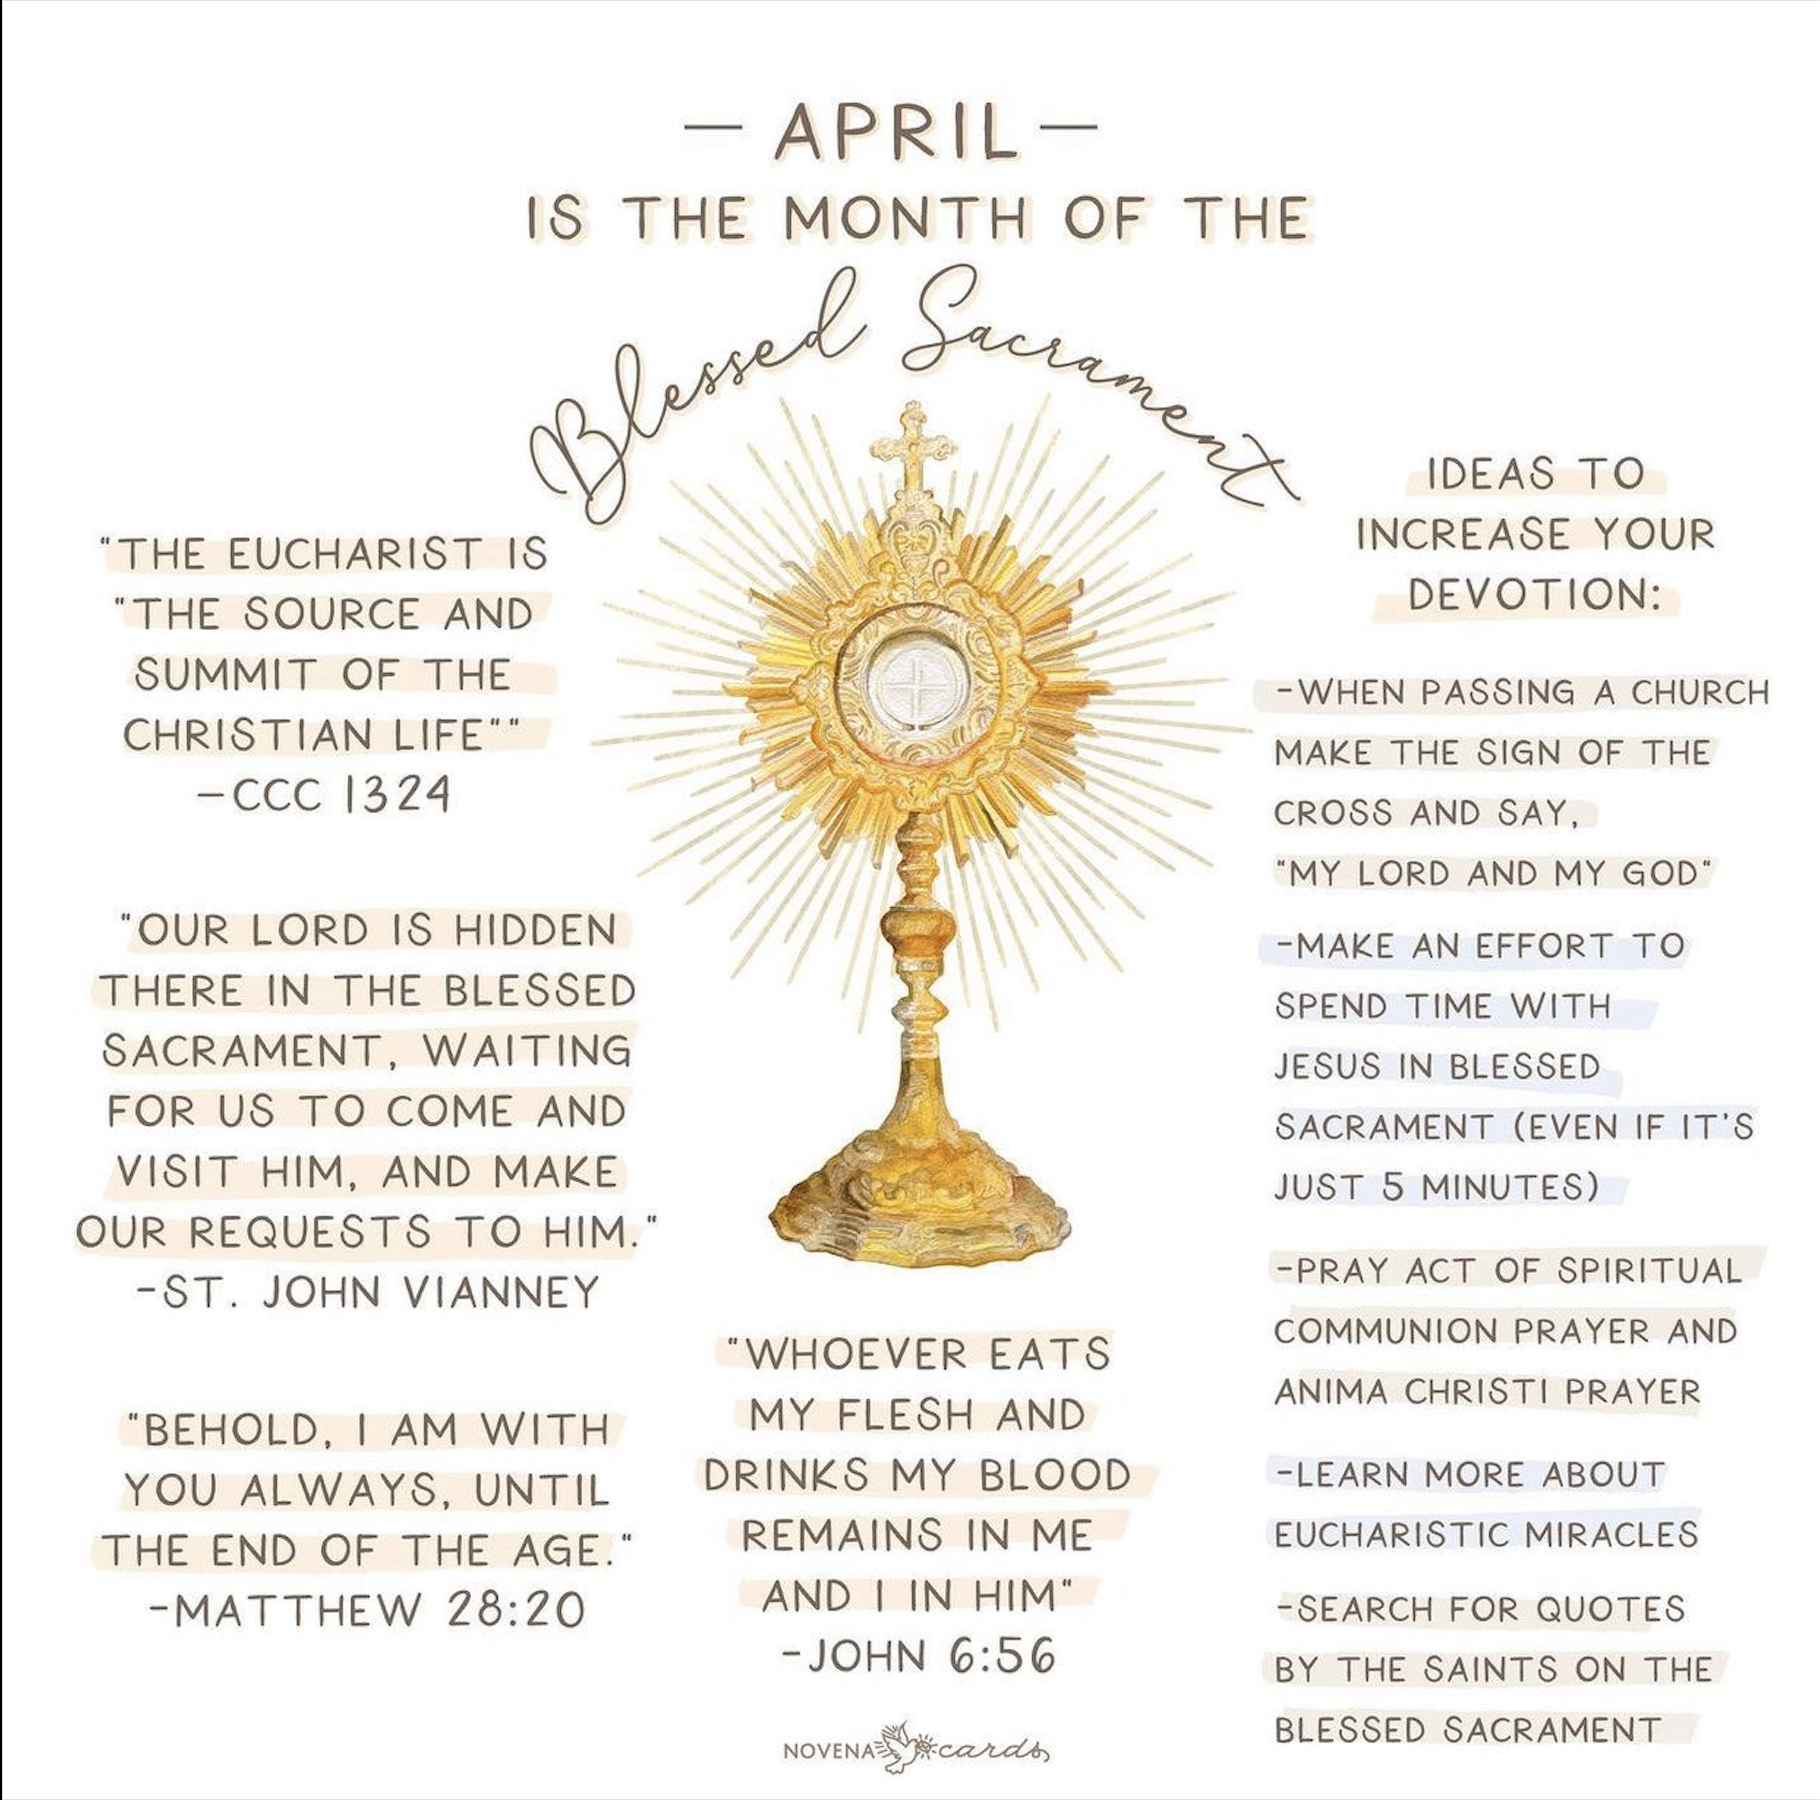 — APRIL —
IS THE MONTH OF THE
Blessed Sacrament
"THE EUCHARIST IS
"THE SOURCE AND
SUMMIT OF THE
CHRISTIAN LIFE""
-CCC 1324
"OUR LORD IS HIDDEN
THERE IN THE BLESSED
SACRAMENT, WAITING
FOR US TO COME AND
VISIT HIM, AND MAKE
OUR REQUESTS TO HIM."
-ST. JOHN VIANNEY
"BEHOLD, I AM WITH
YOU ALWAYS, UNTIL
THE END OF THE AGE."
-MATTHEW 28:20
"WHOEVER EATS
MY FLESH AND
DRINKS MY BLOOD
REMAINS IN ME
AND I IN HIM"
-JOHN 6:56
IDEAS TO
INCREASE YOUR
DEVOTION:
-WHEN PASSING A CHURCH
MAKE THE SIGN OF THE
CROSS AND SAY,
"MY LORD AND MY GOD"
-MAKE AN EFFORT TO
SPEND TIME WITH
JESUS IN BLESSED
SACRAMENT (EVEN IF IT'S
JUST 5 MINUTES)
-PRAY ACT OF SPIRITUAL
COMMUNION PRAYER AND
ANIMA CHRISTI PRAYER
-LEARN MORE ABOUT
EUCHARISTIC MIRACLES
-SEARCH FOR QUOTES
BY THE SAINTS ON THE
BLESSED SACRAMENT
NOVENA cards